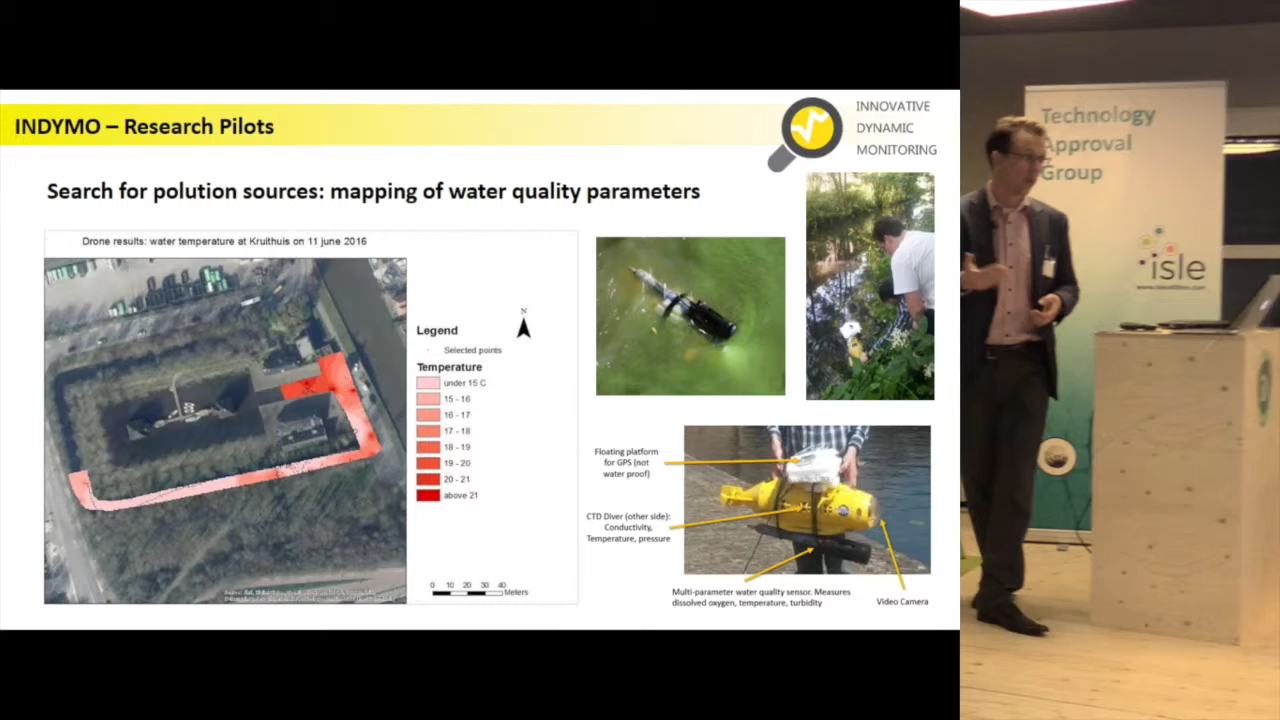 INDYMO – Research Pilots
INNOVATIVE
DYNAMIC
MONITORING
Search for polution sources: mapping of water quality parameters
Drone results: water temperature at Kruithuis on 11 june 2016
N
Legend
Selected points
Temperature
under 15 C
15 - 16
16 - 17
17 - 18
18 - 19
19 - 20
20 - 21
above 21
0 10 20 30 40
Meters
Floating platform
for GPS (not
water proof)
CTD Diver (other side):
Conductivity,
Temperature, pressure
Multi-parameter water quality sensor. Measures
dissolved oxygen, temperature, turbidity
Video Camera
Technology
Approval
Group
isle